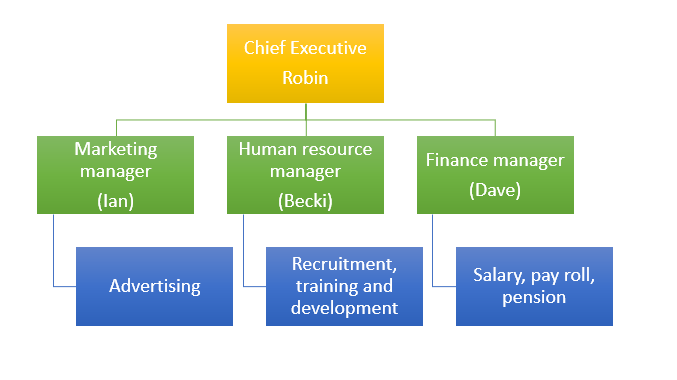 Chief Executive
Robin
Marketing
manager
(Ian)
Human resource
manager
(Becki)
Finance manager
(Dave)
Advertising
Recruitment,
training and
development
Salary, pay roll,
pension